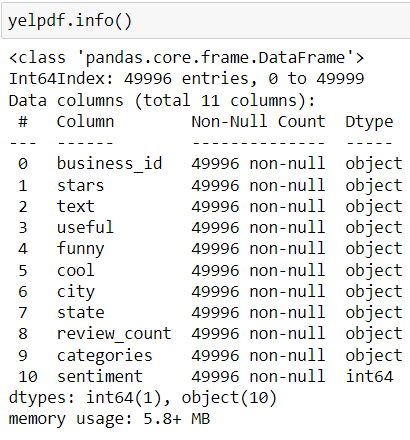 yelpdf.info()
<class 'pandas.core.frame.DataFrame'>
Int64Index: 49996 entries, 0 to 49999
Data columns (total 11 columns):
 #   Column        Non-Null Count  Dtype
---  ------        --------------  -----
 0   business_id   49996 non-null  object
 1   stars         49996 non-null  object
 2   text          49996 non-null  object
 3   useful        49996 non-null  object
 4   funny         49996 non-null  object
 5   cool          49996 non-null  object
 6   city          49996 non-null  object
 7   state         49996 non-null  object
 8   review_count  49996 non-null  object
 9   categories    49996 non-null  object
 10  sentiment     49996 non-null  int64
dtypes: int64(1), object(10)
memory usage: 5.8+ MB